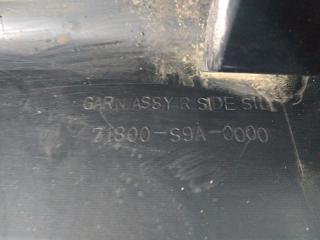 GARN ASSY R SIDE SILL
71800-S9A-0000